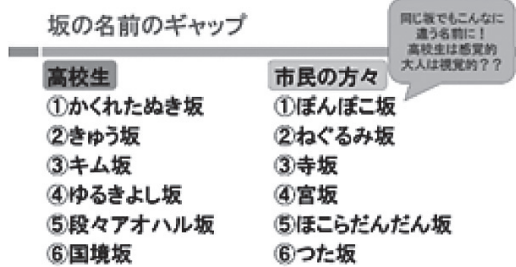 坂の名前のギャップ
同じ坂でもこんなに
違う名前に！
高校生は感覚的
大人は視覚的？？
高校生
①かくれたぬき坂
②きゅう坂
③キム坂
④ゆるきよし坂
⑤段々アオハル坂
⑥国境坂
市民の方々
①ぽんぽこ坂
②ねぐるみ坂
③寺坂
④宮坂
⑤ほこらだんだん坂
⑥つた坂